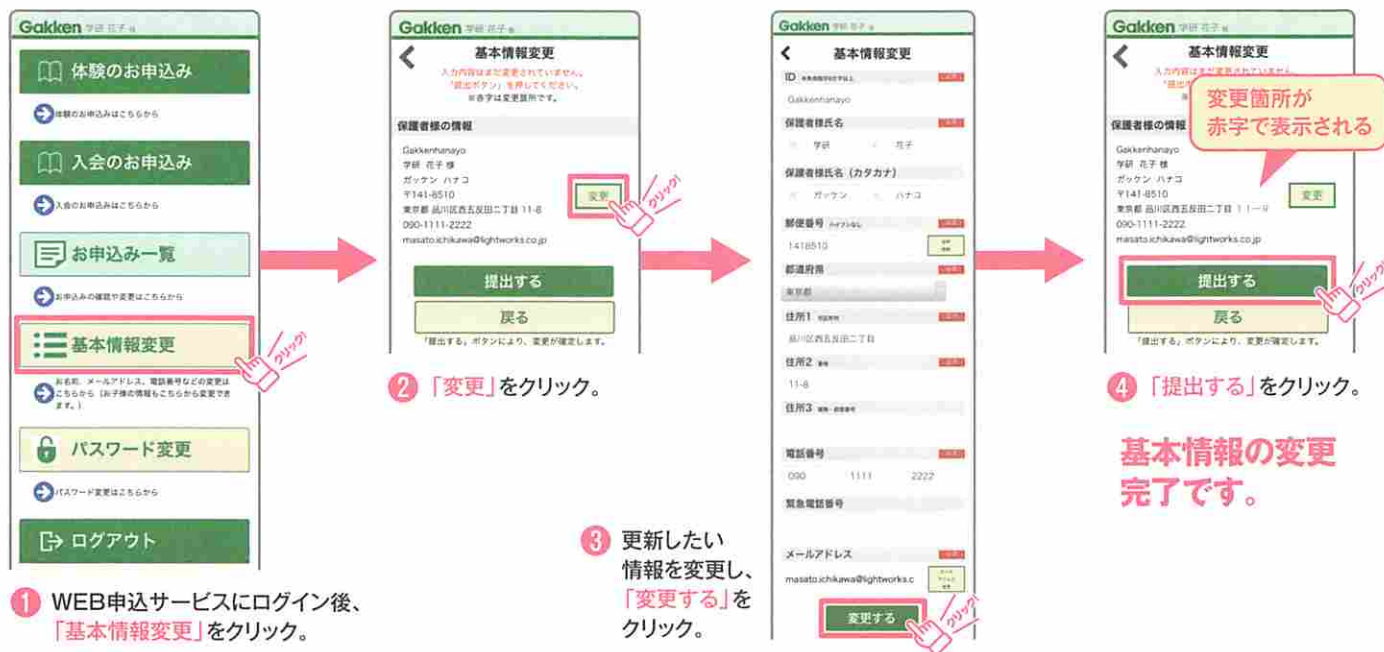 Gakken 学研 花子 様
体験のお申込み
体験のお申込みはこちらから
入会のお申込み
入会のお申込みはこちらから
お申込み一覧
お申込みの確認や変更はこちらから
基本情報変更
クリック!
お名前、メールアドレス、電話番号などの変更は
こちらから(お子様の情報もこちらから変更でき
ます。)
パスワード変更
パスワード変更はこちらから
ログアウト
1 WEB申込サービスにログイン後、
「基本情報変更」をクリック。
Gakken 学研 花子 様
基本情報変更
入力内容はまだ変更されていません。
「提出ボタン」を押してください。
※赤字は変更箇所です。
保護者様の情報
Gakkenhanayo
学研 花子 様
ガッケン ハナコ
〒141-8510
東京都 品川区西五反田二丁目 11-8
090-1111-2222
masato.ichikawa@lightworks.co.jp
変更
クリック!
提出する
戻る
「提出する」ボタンにより、変更が確定します。
2 「変更」をクリック。
Gakken 学研 花子 様
基本情報変更
ID
Gakkenhanayo
保護者様氏名
学研 花子
保護者様氏名(カタカナ)
ガッケン ハナコ
郵便番号 ハイフンなし
1418510
都道府県
東京都
住所1
品川区西五反田二丁目
住所2 番地
11-8
住所3
電話番号
090 1111 2222
緊急電話番号
メールアドレス
masato.ichikawa@lightworks.c
変更する
クリック!
3 更新したい
情報を変更し、
「変更する」を
クリック。
Gakken 学研 花子 様
基本情報変更
入力内容はまだ変更されていません。
変更箇所が
赤字で表示される
保護者様の情報
Gakkenhanayo
学研 花子 様
ガッケン ハナコ
〒141-8510
東京都 品川区西五反田二丁目 11-9
090-1111-2222
masato.ichikawa@lightworks.co.jp
変更
提出する
クリック!
戻る
「提出する」ボタンにより、変更が確定します。
4 「提出する」をクリック。
基本情報の変更
完了です。